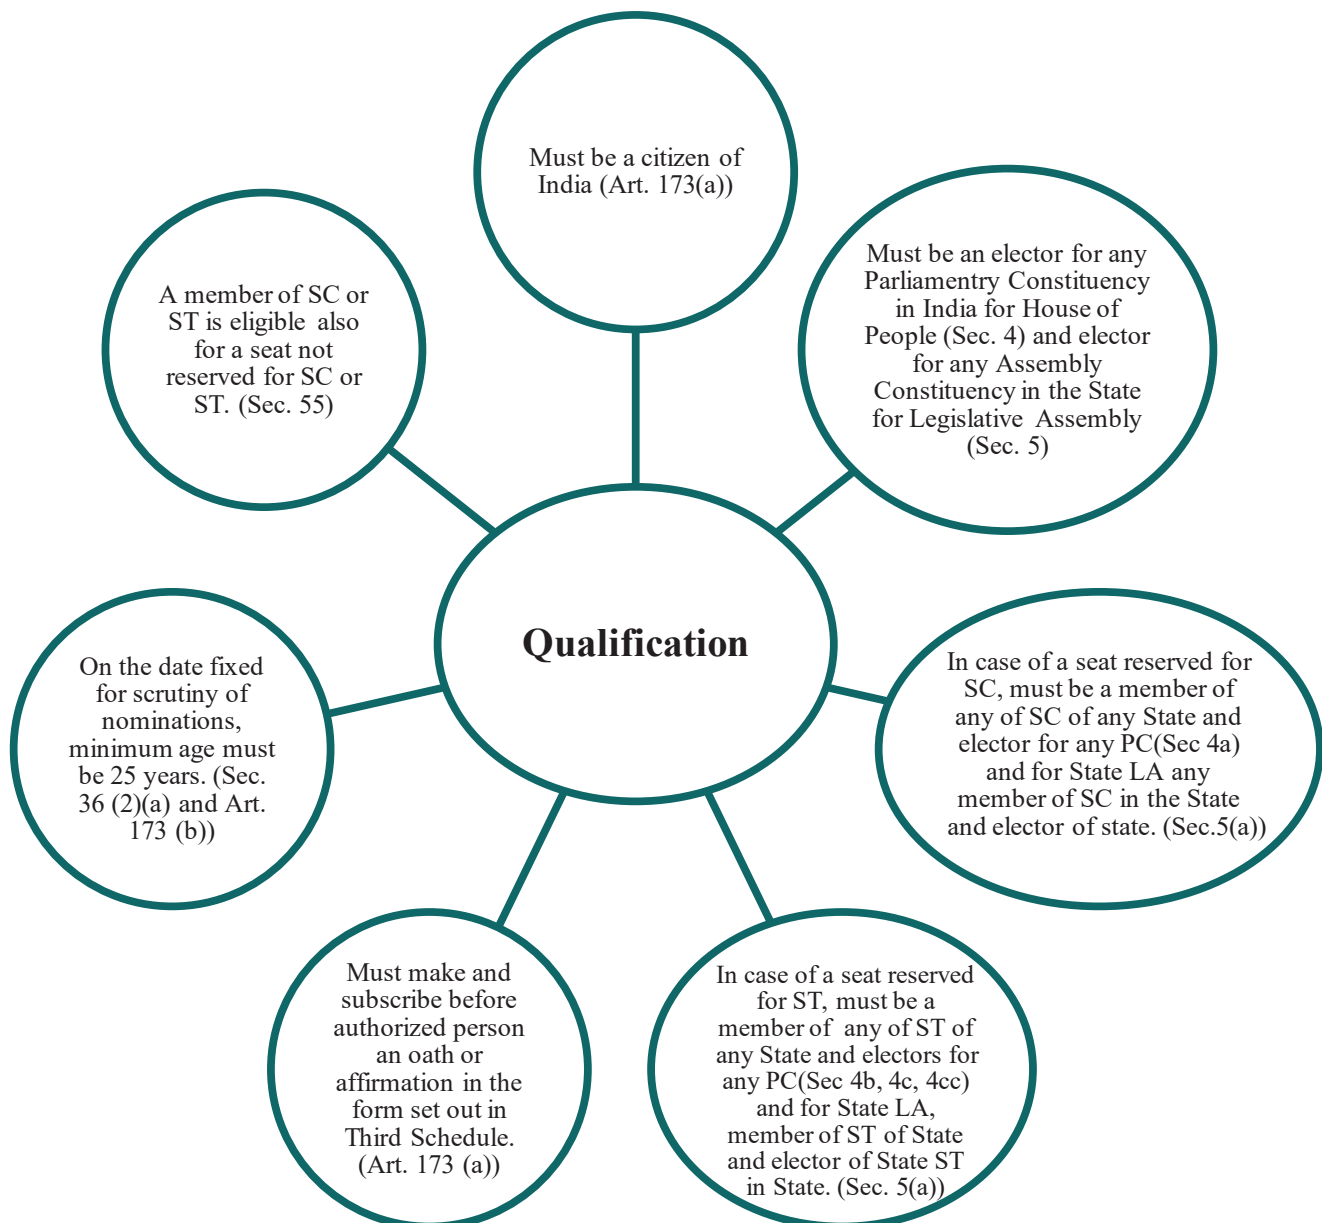 Must be a citizen of
India (Art. 173(a))
Must be an elector for any
Parliamentry Constituency
in India for House of
People (Sec. 4) and elector
for any Assembly
Constituency in the State
for Legislative Assembly
(Sec. 5)
In case of a seat reserved for
SC, must be a member of
any of SC of any State and
elector for any PC(Sec 4a)
and for State LA any
member of SC in the State
and elector of state. (Sec.5(a))
In case of a seat reserved
for ST, must be a
member of any of ST of
any State and electors for
any PC(Sec 4b, 4c, 4cc)
and for State LA,
member of ST of State
and elector of State ST
in State. (Sec. 5(a))
Must make and
subscribe before
authorized person
an oath or
affirmation in the
form set out in
Third Schedule.
(Art. 173 (a))
On the date fixed
for scrutiny of
nominations,
minimum age must
be 25 years. (Sec.
36 (2)(a) and Art.
173 (b))
A member of SC or
ST is eligible also
for a seat not
reserved for SC or
ST. (Sec. 55)
Qualification